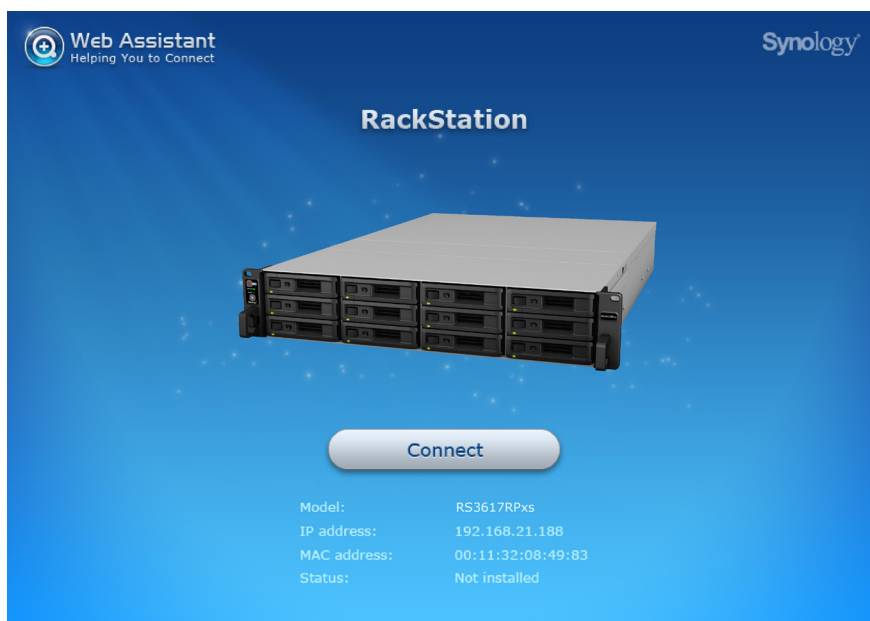 Web Assistant
Helping You to Connect
Synology
RackStation
Connect
Model: RS3617RPxs
IP address: 192.168.21.188
MAC address: 00:11:32:08:49:83
Status: Not installed